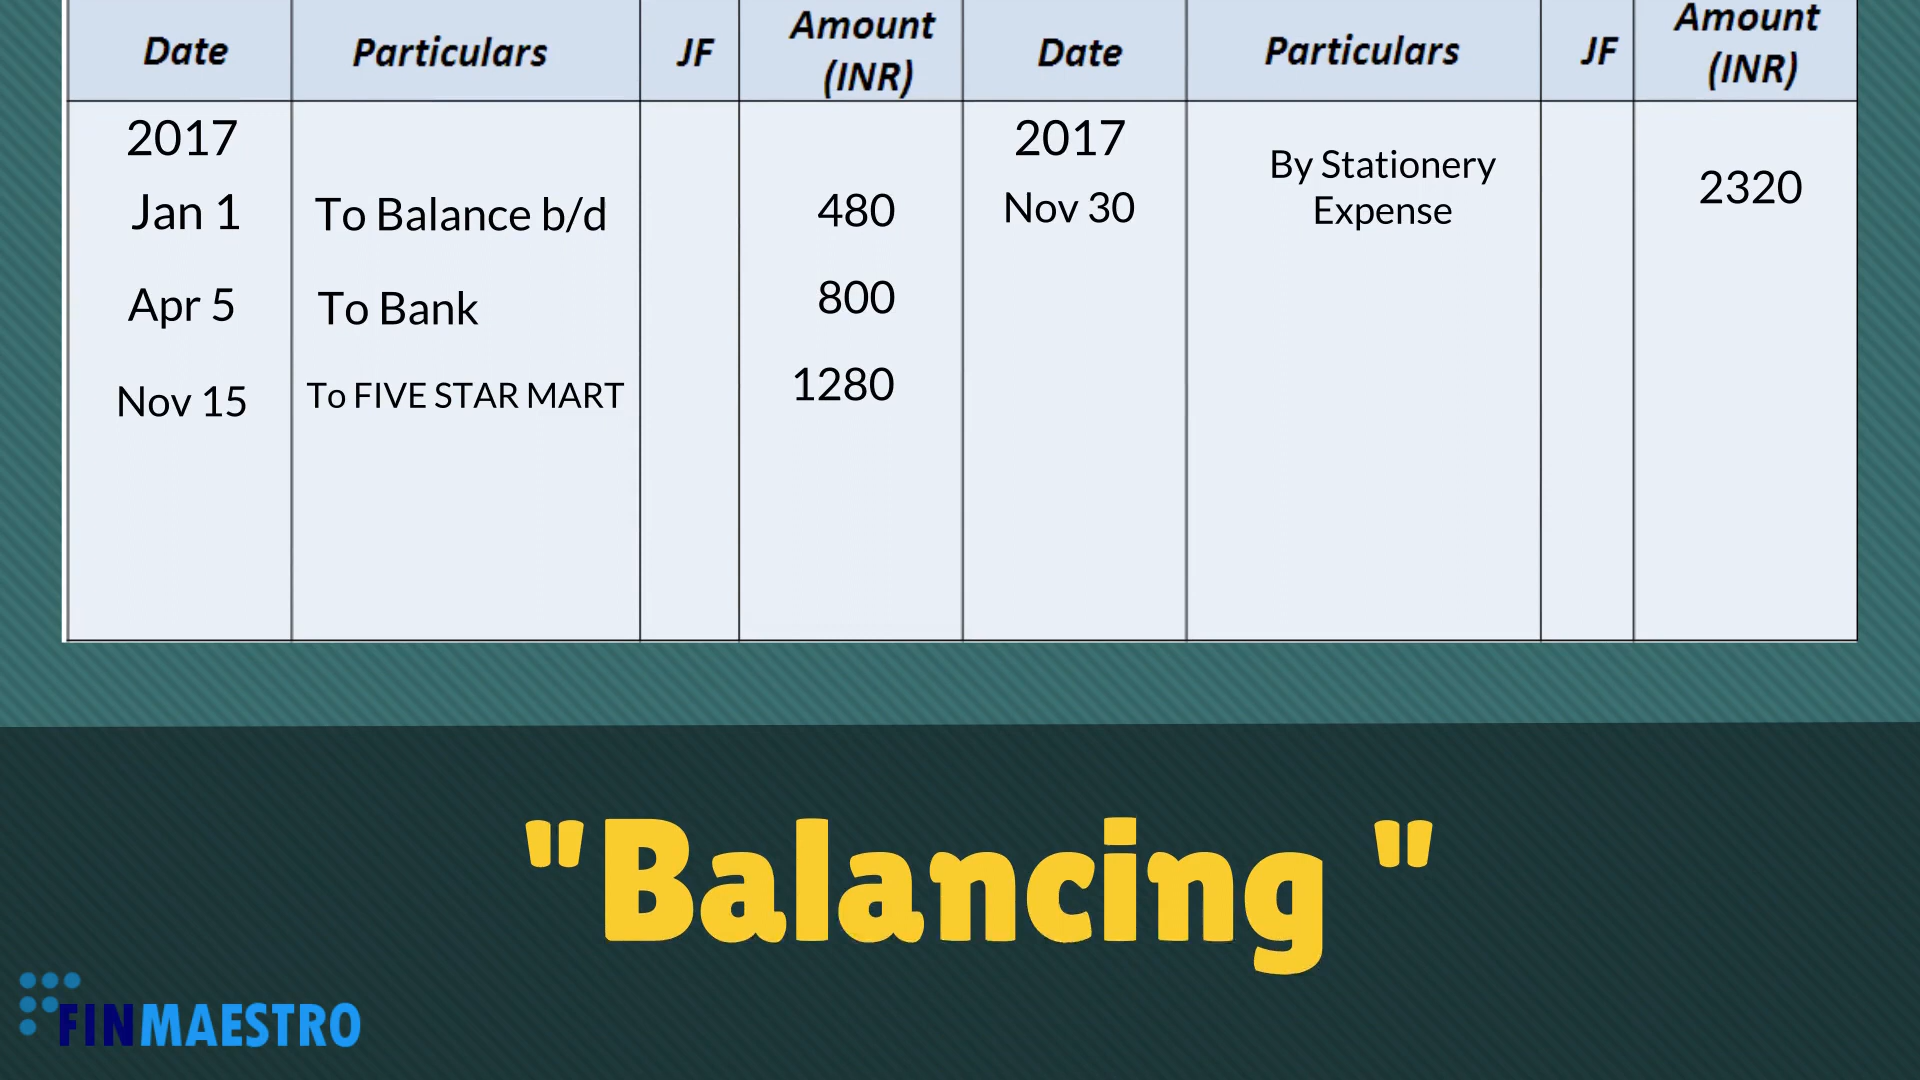 Date Particulars JF Amount (INR) Date Particulars JF Amount (INR)
2017 2017
Jan 1 To Balance b/d 480 Nov 30 By Stationery Expense 2320
Apr 5 To Bank 800
Nov 15 To FIVE STAR MART 1280
"Balancing "
FINMAESTRO